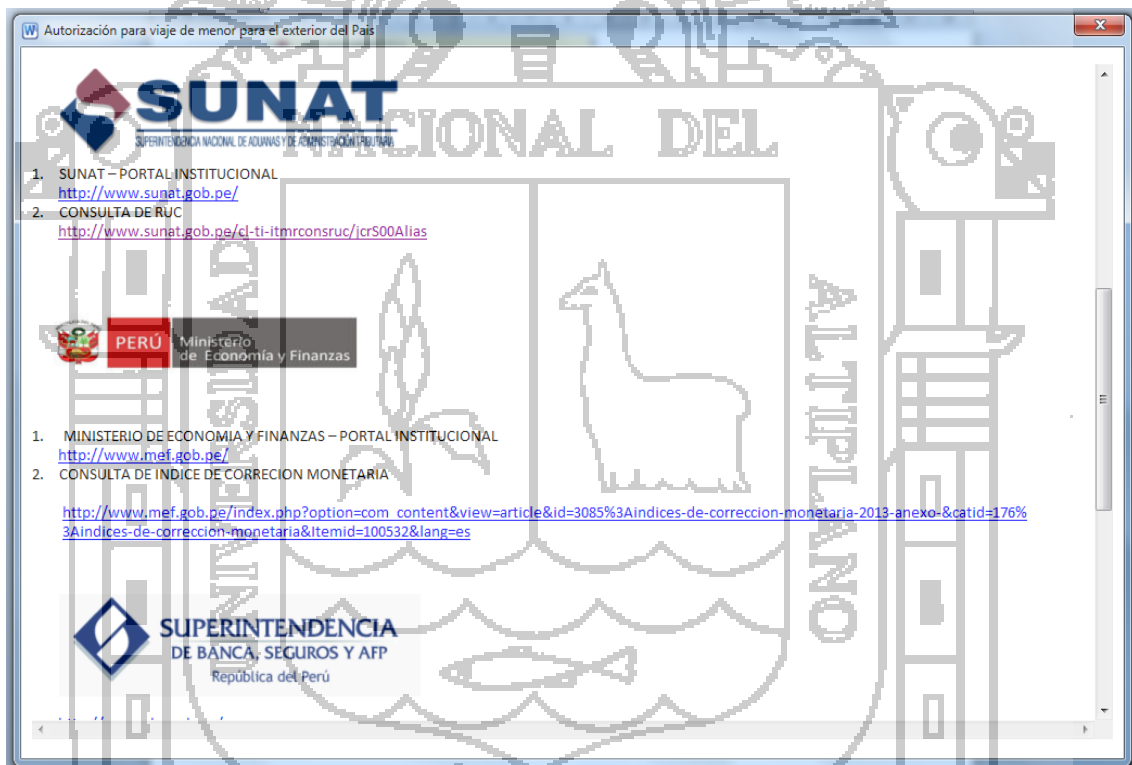 Autorización para viaje de menor para el exterior del Pais
SUNAT
SUPERINTENDENCIA NACIONAL DE ADUANAS Y DE ADMINISTRACIÓN TRIBUTARIA
NACIONAL DEL
1. SUNAT – PORTAL INSTITUCIONAL
http://www.sunat.gob.pe/
2. CONSULTA DE RUC
http://www.sunat.gob.pe/cl-ti-itmrconsruc/jcrS00Alias
UNIVERSIDAD
ALTIPLANO
PERÚ Ministerio
de Economía y Finanzas
1. MINISTERIO DE ECONOMIA Y FINANZAS – PORTAL INSTITUCIONAL
http://www.mef.gob.pe/
2. CONSULTA DE INDICE DE CORRECION MONETARIA
http://www.mef.gob.pe/index.php?option=com_content&view=article&id=3085%3Aindices-de-correccion-monetaria-2013-anexo-&catid=176%
3Aindices-de-correccion-monetaria&Itemid=100532&lang=es
SUPERINTENDENCIA
DE BANCA, SEGUROS Y AFP
República del Perú